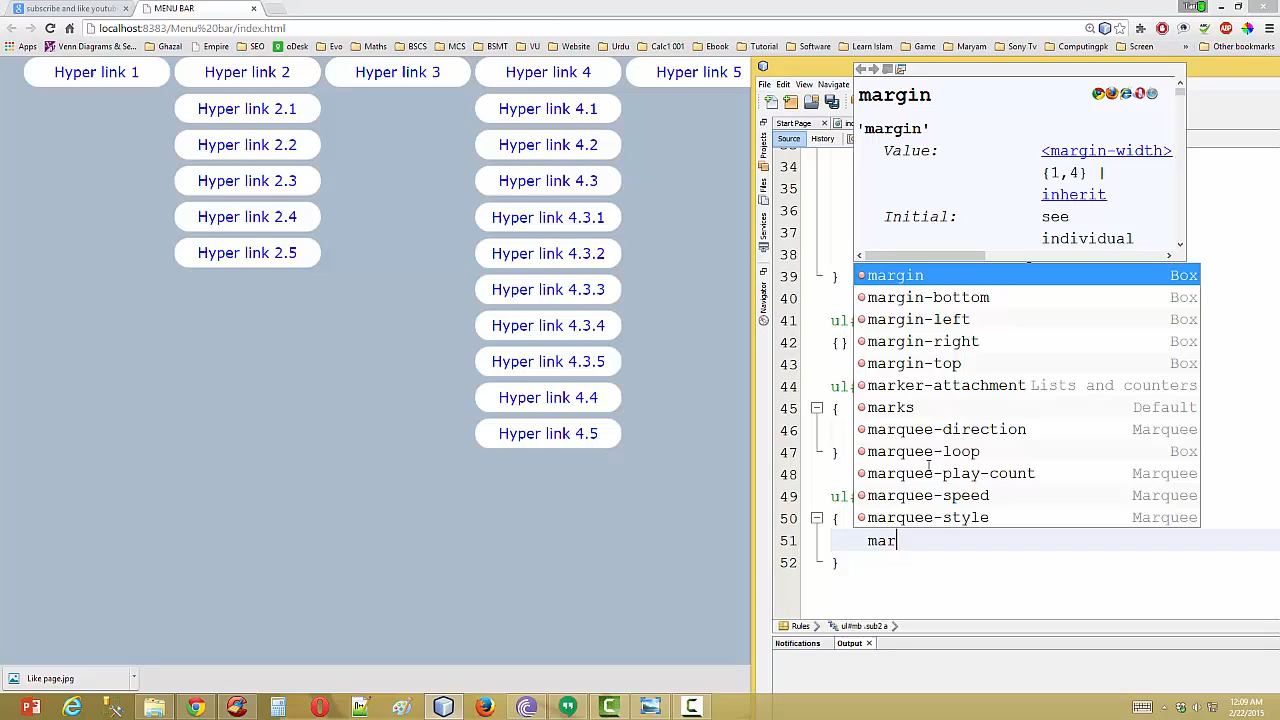 subscribe and like youtub
MENU BAR
localhost:8383/Menu%20bar/index.html
Apps
Venn Diagrams & Se...
Ghazal
Empire
SEO
oDesk
Evo
Maths
BSCS
MCS
BSMT
VU
Website
Urdu
Calc1 001
Ebook
Tutorial
Software
Learn Islam
Game
Maryam
Sony Tv
Computingpk
Screen
»
Other bookmarks
Hyper link 1
Hyper link 2
Hyper link 3
Hyper link 4
Hyper link 5
Hyper link 2.1
Hyper link 2.2
Hyper link 2.3
Hyper link 2.4
Hyper link 2.5
Hyper link 4.1
Hyper link 4.2
Hyper link 4.3
Hyper link 4.3.1
Hyper link 4.3.2
Hyper link 4.3.3
Hyper link 4.3.4
Hyper link 4.3.5
Hyper link 4.4
Hyper link 4.5
File Edit View Navigate
Start Page
Source History
Projects
Files
Services
Navigator
margin
'margin'
Value: <margin-width>
{1,4} |
inherit
Initial: see
individual
margin Box
margin-bottom Box
margin-left Box
margin-right Box
margin-top Box
marker-attachment Lists and counters
marks Default
marquee-direction Marquee
marquee-loop Box
marquee-play-count Marquee
marquee-speed Marquee
marquee-style Marquee
34
35
36
37
38
39 }
40
41 ul#
42 {}
43
44 ul#
45 {
46
47 }
48
49 ul#
50 {
51 mar
52 }
Rules
ul#mb .sub2 a
Notifications
Output
Like page.jpg
12:09 AM
2/22/2015